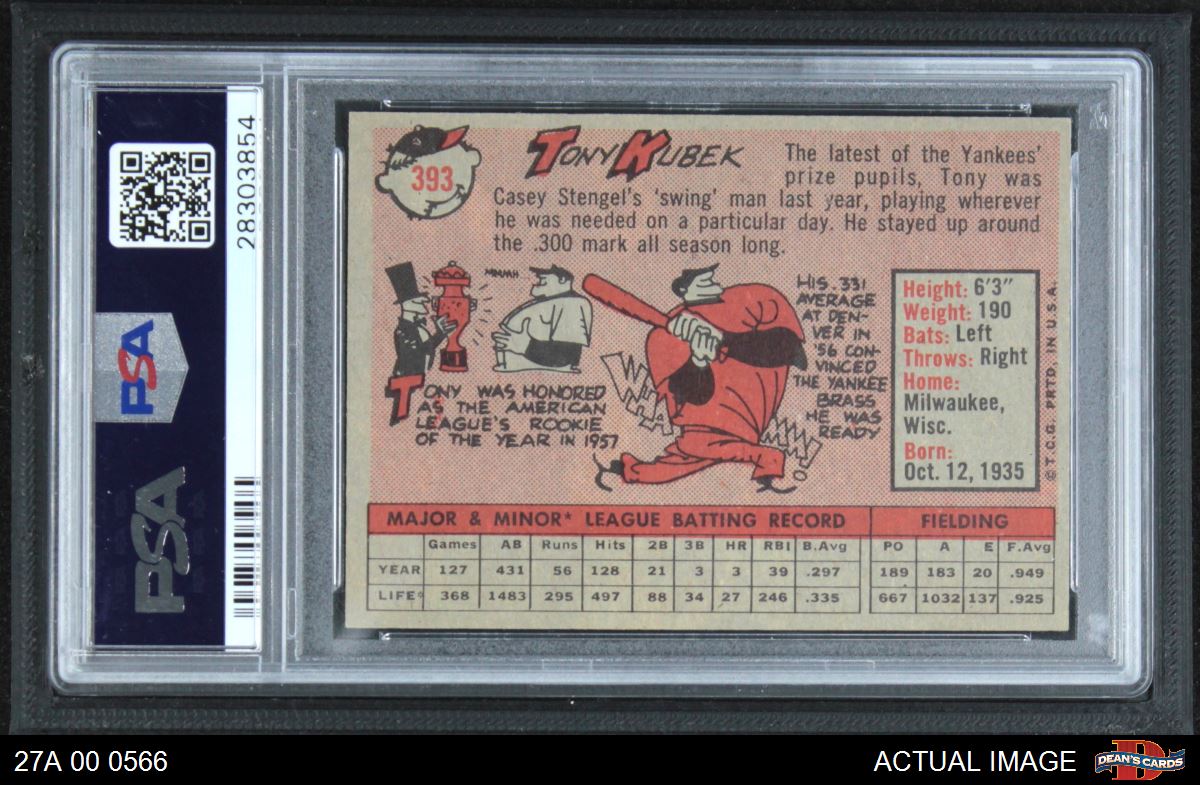 28303854
PSA
PSA
393
TONY KUBEK
The latest of the Yankees'
prize pupils, Tony was
Casey Stengel's 'swing' man last year, playing wherever
he was needed on a particular day. He stayed up around
the .300 mark all season long.
MMMMH
TONY WAS HONORED
AS THE AMERICAN
LEAGUE'S ROOKIE
OF THE YEAR IN 1957
HIS .331
AVERAGE
AT DEN-
VER IN
'56 CON-
VINCED
THE YANKEE
BRASS
HE WAS
READY
Height: 6'3"
Weight: 190
Bats: Left
Throws: Right
Home:
Milwaukee,
Wisc.
Born:
Oct. 12, 1935
© T.C.G. PRTD. IN U.S.A.
MAJOR & MINOR* LEAGUE BATTING RECORD FIELDING
Games AB Runs Hits 2B 3B HR RBI B.Avg PO A E F.Avg
YEAR 127 431 56 128 21 3 3 39 .297 189 183 20 .949
LIFE* 368 1483 295 497 88 34 27 246 .335 667 1032 137 .925
27A 00 0566
ACTUAL IMAGE
DEAN'S CARDS